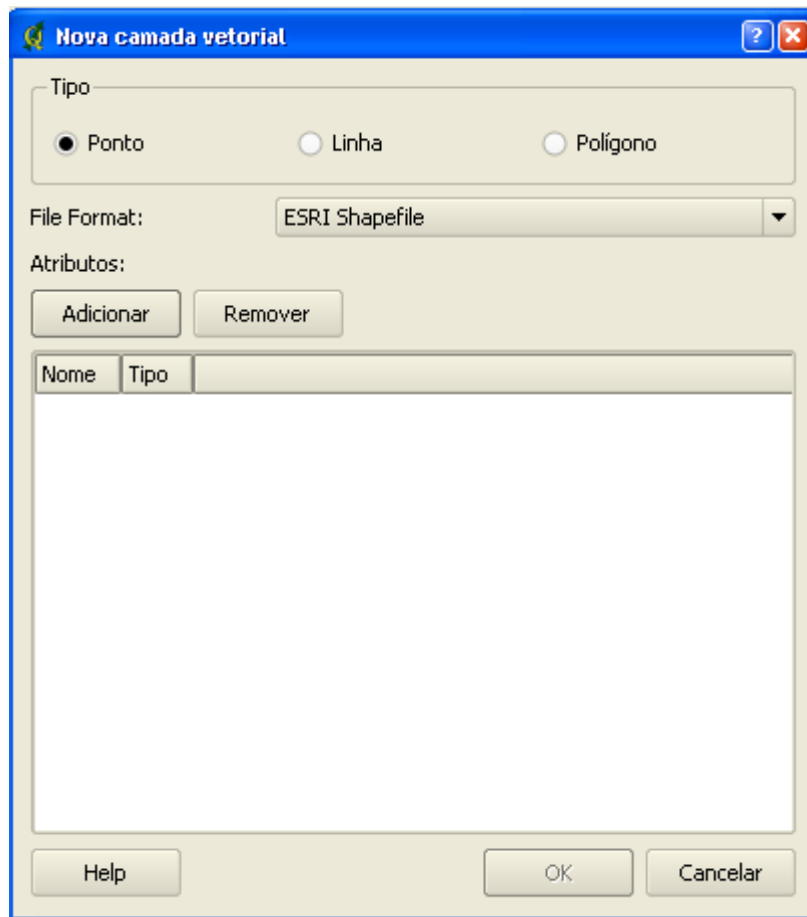 Nova camada vetorial
Tipo
Ponto Linha Polígono
File Format: ESRI Shapefile
Atributos:
Adicionar Remover
Nome Tipo
Help OK Cancelar